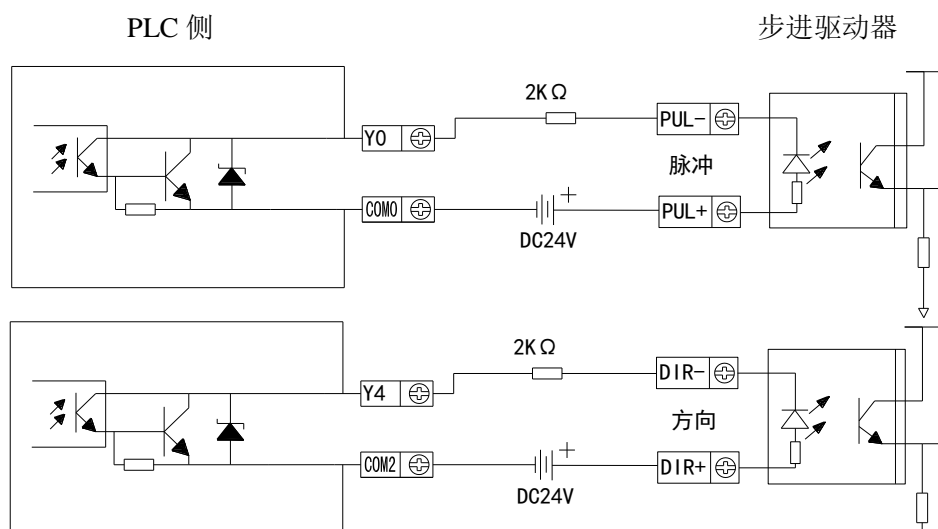 PLC 侧 步进驱动器
2KΩ
Y0 PUL-
脉冲
COM0 PUL+
DC24V
2KΩ
Y4 DIR-
方向
COM2 DIR+
DC24V